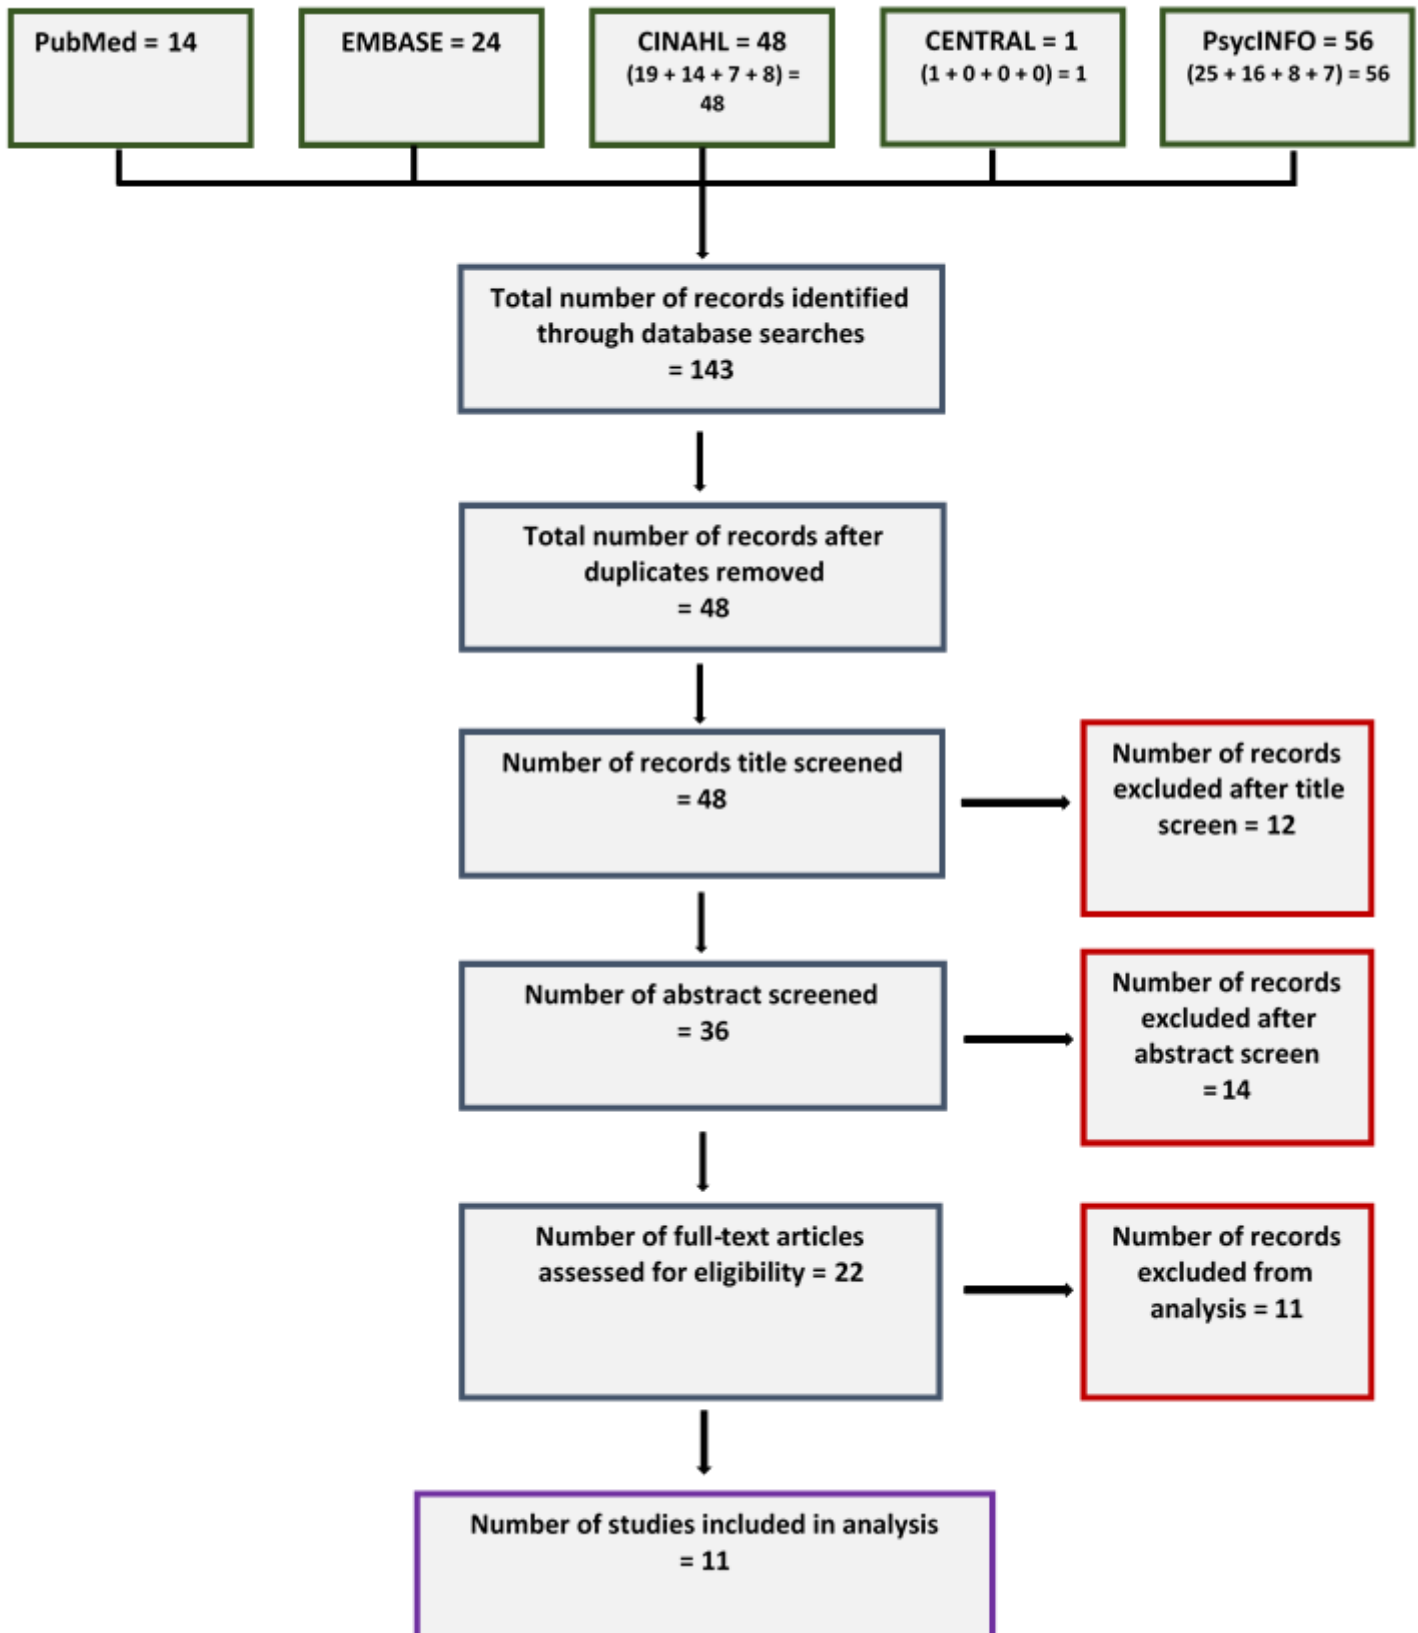 PubMed = 14
EMBASE = 24
CINAHL = 48
(19 + 14 + 7 + 8) =
48
CENTRAL = 1
(1 + 0 + 0 + 0) = 1
PsycINFO = 56
(25 + 16 + 8 + 7) = 56
Total number of records identified
through database searches
= 143
Total number of records after
duplicates removed
= 48
Number of records title screened
= 48
Number of records
excluded after title
screen = 12
Number of abstract screened
= 36
Number of records
excluded after
abstract screen
= 14
Number of full-text articles
assessed for eligibility = 22
Number of records
excluded from
analysis = 11
Number of studies included in analysis
= 11